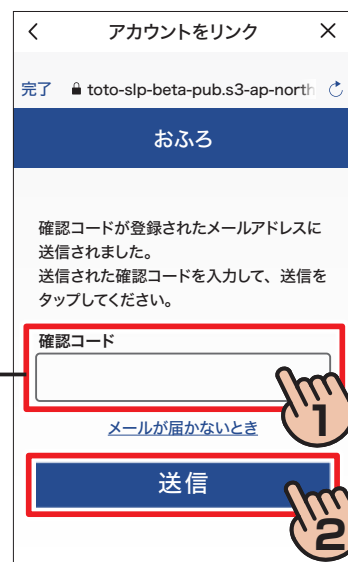 アカウントをリンク
完了 toto-slp-beta-pub.s3-ap-north
おふろ
確認コードが登録されたメールアドレスに
送信されました。
送信された確認コードを入力して、送信を
タップしてください。
確認コード
1
メールが届かないとき
送信
2